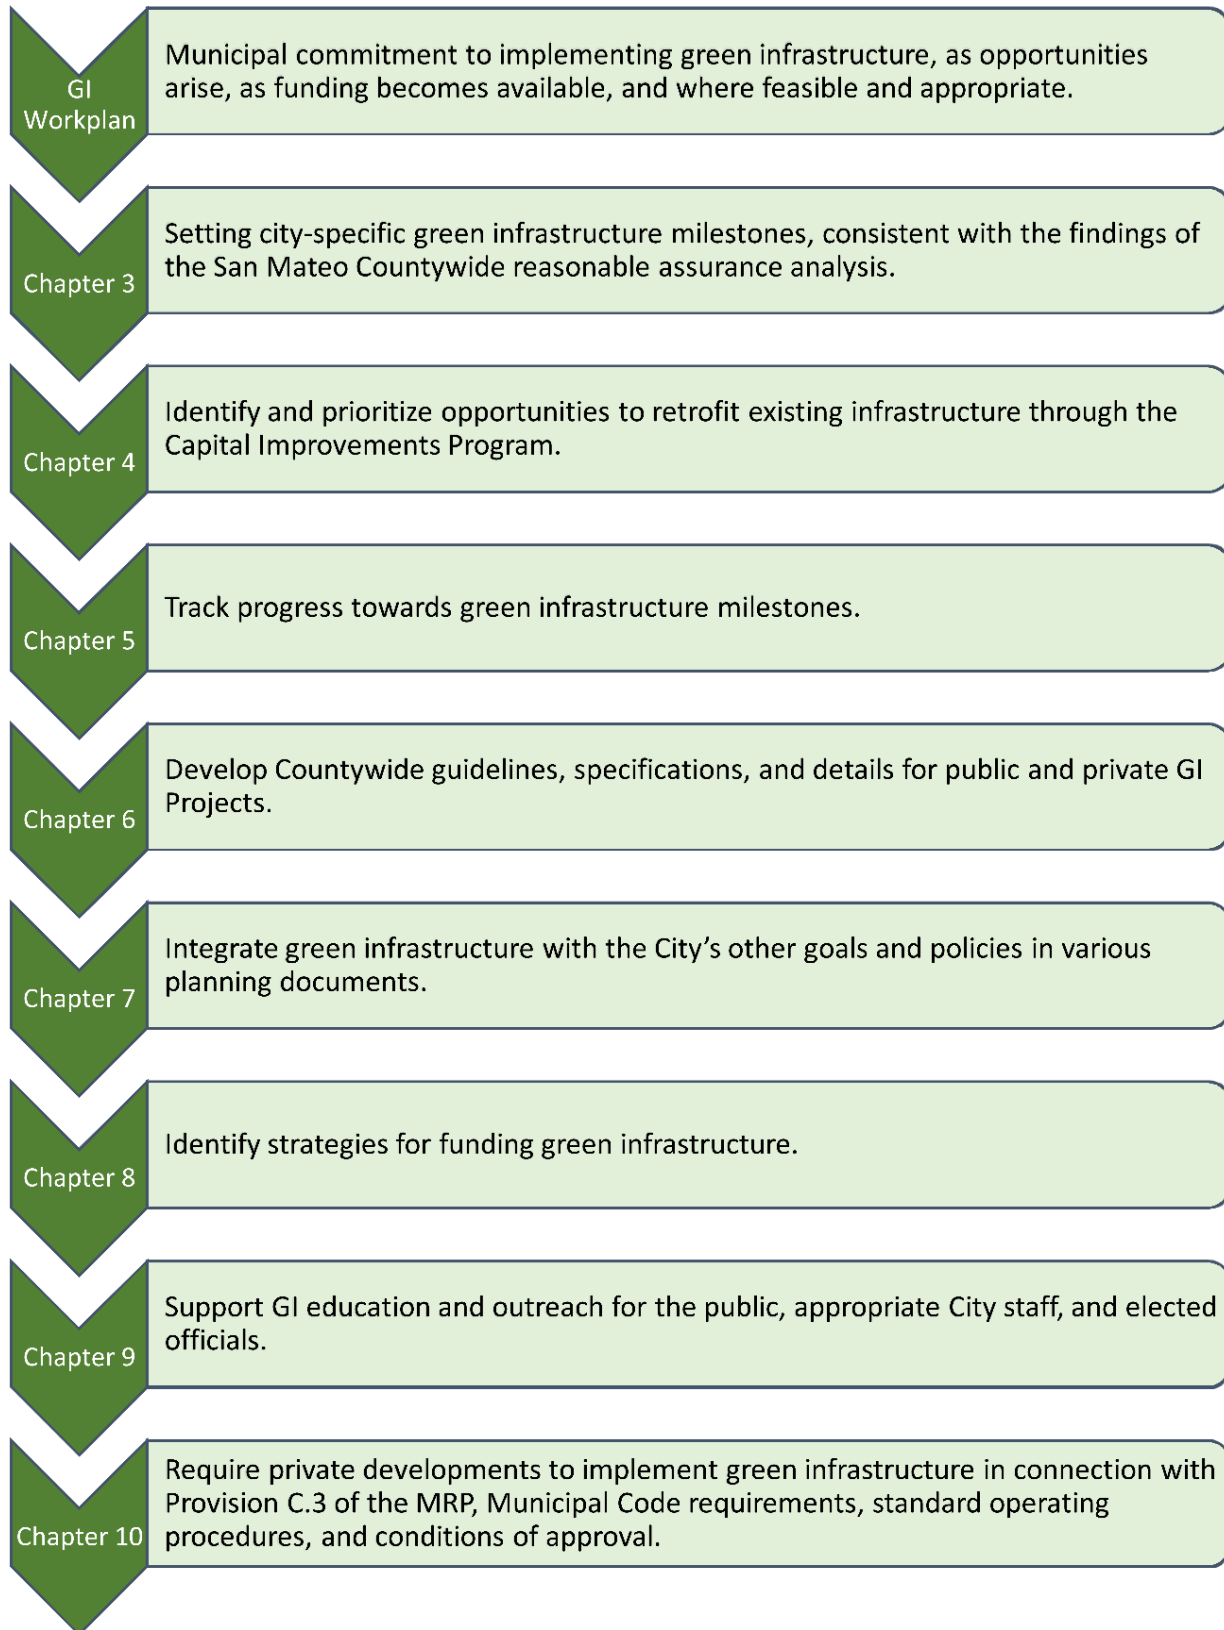 GI
Workplan
Municipal commitment to implementing green infrastructure, as opportunities
arise, as funding becomes available, and where feasible and appropriate.
Chapter 3
Setting city-specific green infrastructure milestones, consistent with the findings of
the San Mateo Countywide reasonable assurance analysis.
Chapter 4
Identify and prioritize opportunities to retrofit existing infrastructure through the
Capital Improvements Program.
Chapter 5
Track progress towards green infrastructure milestones.
Chapter 6
Develop Countywide guidelines, specifications, and details for public and private GI
Projects.
Chapter 7
Integrate green infrastructure with the City’s other goals and policies in various
planning documents.
Chapter 8
Identify strategies for funding green infrastructure.
Chapter 9
Support GI education and outreach for the public, appropriate City staff, and elected
officials.
Chapter 10
Require private developments to implement green infrastructure in connection with
Provision C.3 of the MRP, Municipal Code requirements, standard operating
procedures, and conditions of approval.